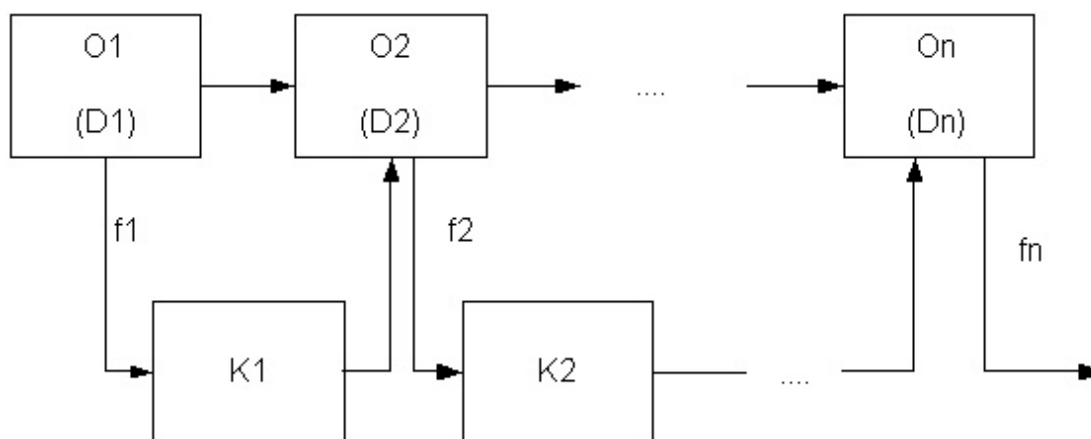 O1
(D1)
O2
(D2)
....
On
(Dn)
f1
f2
fn
K1
K2
....